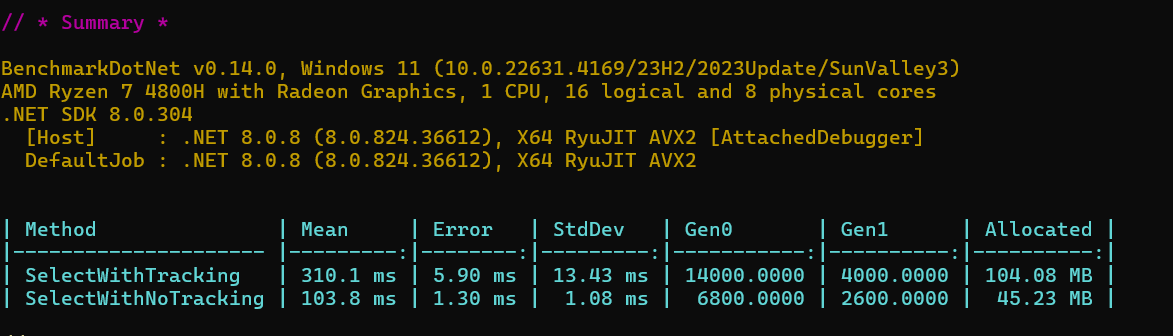 // * Summary *
BenchmarkDotNet v0.14.0, Windows 11 (10.0.22631.4169/23H2/2023Update/SunValley3)
AMD Ryzen 7 4800H with Radeon Graphics, 1 CPU, 16 logical and 8 physical cores
.NET SDK 8.0.304
  [Host]     : .NET 8.0.8 (8.0.824.36612), X64 RyuJIT AVX2 [AttachedDebugger]
  DefaultJob : .NET 8.0.8 (8.0.824.36612), X64 RyuJIT AVX2
| Method               | Mean     | Error   | StdDev   | Gen0       | Gen1      | Allocated |
|--------------------- |---------:|--------:|---------:|-----------:|----------:|----------:|
| SelectWithTracking   | 310.1 ms | 5.90 ms | 13.43 ms | 14000.0000 | 4000.0000 | 104.08 MB |
| SelectWithNoTracking | 103.8 ms | 1.30 ms |  1.08 ms |  6800.0000 | 2600.0000 |  45.23 MB |